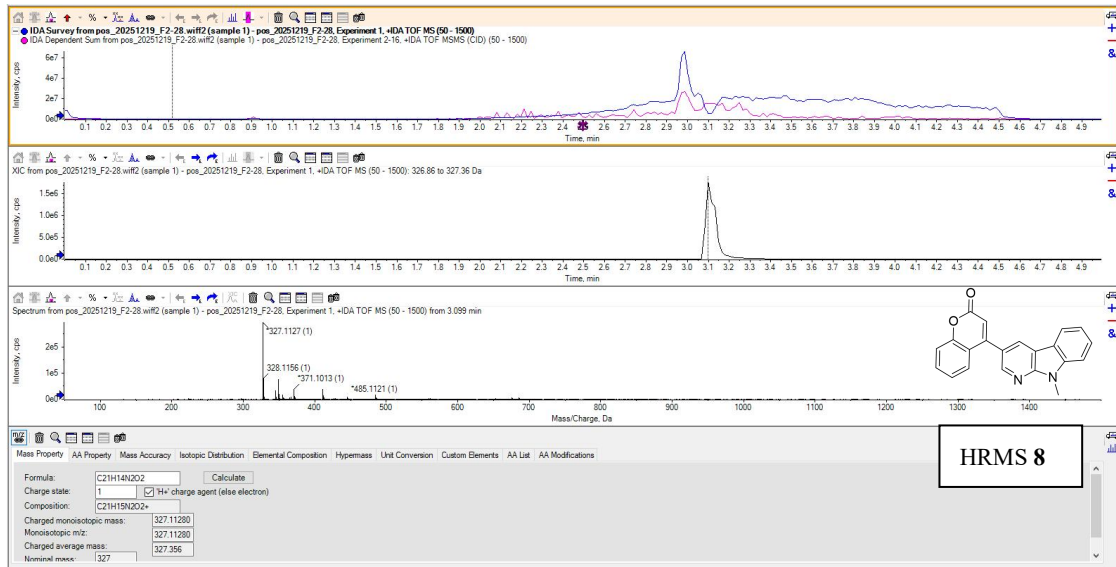 IDA Survey from pos_20251219_F2-28.wiff2 (sample 1) - pos_20251219_F2-28, Experiment 1, +IDA TOF MS (50 - 1500)
IDA Dependent Sum from pos_20251219_F2-28.wiff2 (sample 1) - pos_20251219_F2-28, Experiment 2-16, +IDA TOF MSMS (CID) (50 - 1500)
Intensity, cps
6e7
4e7
2e7
0e0
0.1 0.2 0.3 0.4 0.5 0.6 0.7 0.8 0.9 1.0 1.1 1.2 1.3 1.4 1.5 1.6 1.7 1.8 1.9 2.0 2.1 2.2 2.3 2.4 2.5 2.6 2.7 2.8 2.9 3.0 3.1 3.2 3.3 3.4 3.5 3.6 3.7 3.8 3.9 4.0 4.1 4.2 4.3 4.4 4.5 4.6 4.7 4.8 4.9
Time, min
XIC from pos_20251219_F2-28.wiff2 (sample 1) - pos_20251219_F2-28, Experiment 1, +IDA TOF MS (50 - 1500): 326.86 to 327.36 Da
Intensity, cps
1.5e6
1.0e6
5.0e5
0.0e0
0.1 0.2 0.3 0.4 0.5 0.6 0.7 0.8 0.9 1.0 1.1 1.2 1.3 1.4 1.5 1.6 1.7 1.8 1.9 2.0 2.1 2.2 2.3 2.4 2.5 2.6 2.7 2.8 2.9 3.0 3.1 3.2 3.3 3.4 3.5 3.6 3.7 3.8 3.9 4.0 4.1 4.2 4.3 4.4 4.5 4.6 4.7 4.8 4.9
Time, min
Spectrum from pos_20251219_F2-28.wiff2 (sample 1) - pos_20251219_F2-28, Experiment 1, +IDA TOF MS (50 - 1500) from 3.099 min
Intensity, cps
2e5
1e5
0e0
*327.1127 (1)
328.1156 (1)
*371.1013 (1)
*485.1121 (1)
100 200 300 400 500 600 700 800 900 1000 1100 1200 1300 1400
Mass/Charge, Da
O
O
N
N
Mass Property AA Property Mass Accuracy Isotopic Distribution Elemental Composition Hypermass Unit Conversion Custom Elements AA List AA Modifications
Formula: C21H14N2O2 Calculate
Charge state: 1 'H+' charge agent (else electron)
Composition: C21H15N2O2+
Charged monoisotopic mass: 327.11280
Monoisotopic m/z: 327.11280
Charged average mass: 327.356
Nominal mass: 327
HRMS 8